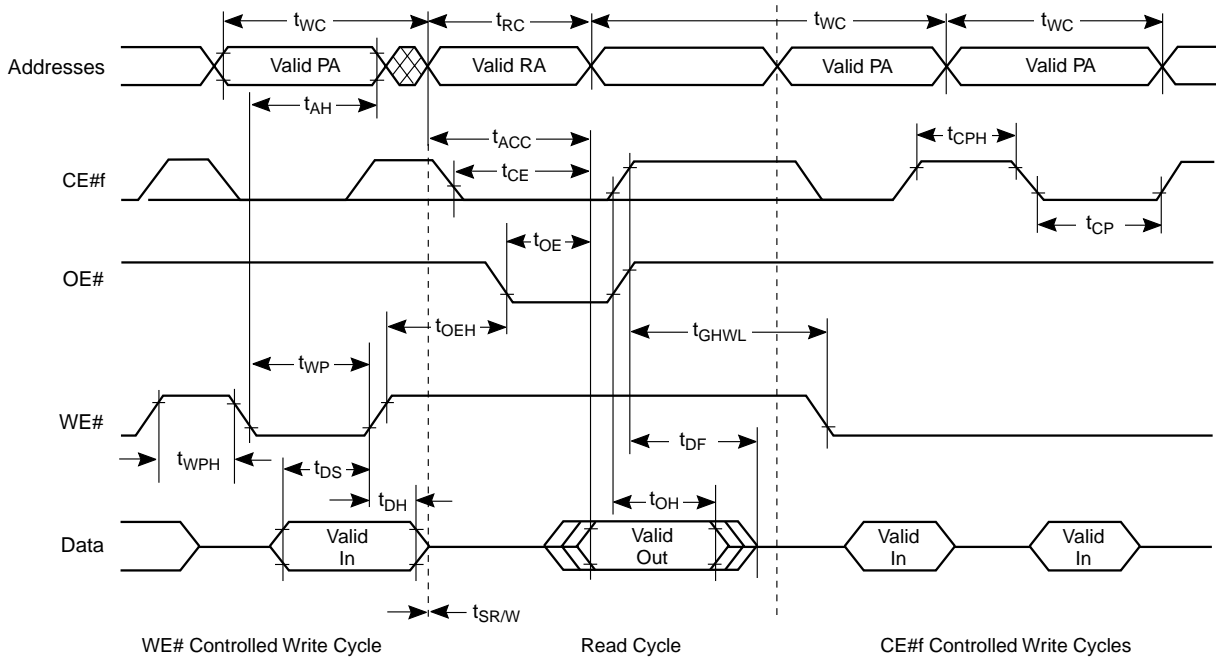 tWC tRC tWC tWC
Addresses Valid PA Valid RA Valid PA Valid PA
tAH
tACC tCPH
CE#f tCE
tOE tCP
OE#
tOEH tGHWL
tWP
WE#
tWPH tDS tDF
tDH tOH
Data Valid In Valid Out Valid In Valid In
tSR/W
WE# Controlled Write Cycle Read Cycle CE#f Controlled Write Cycles